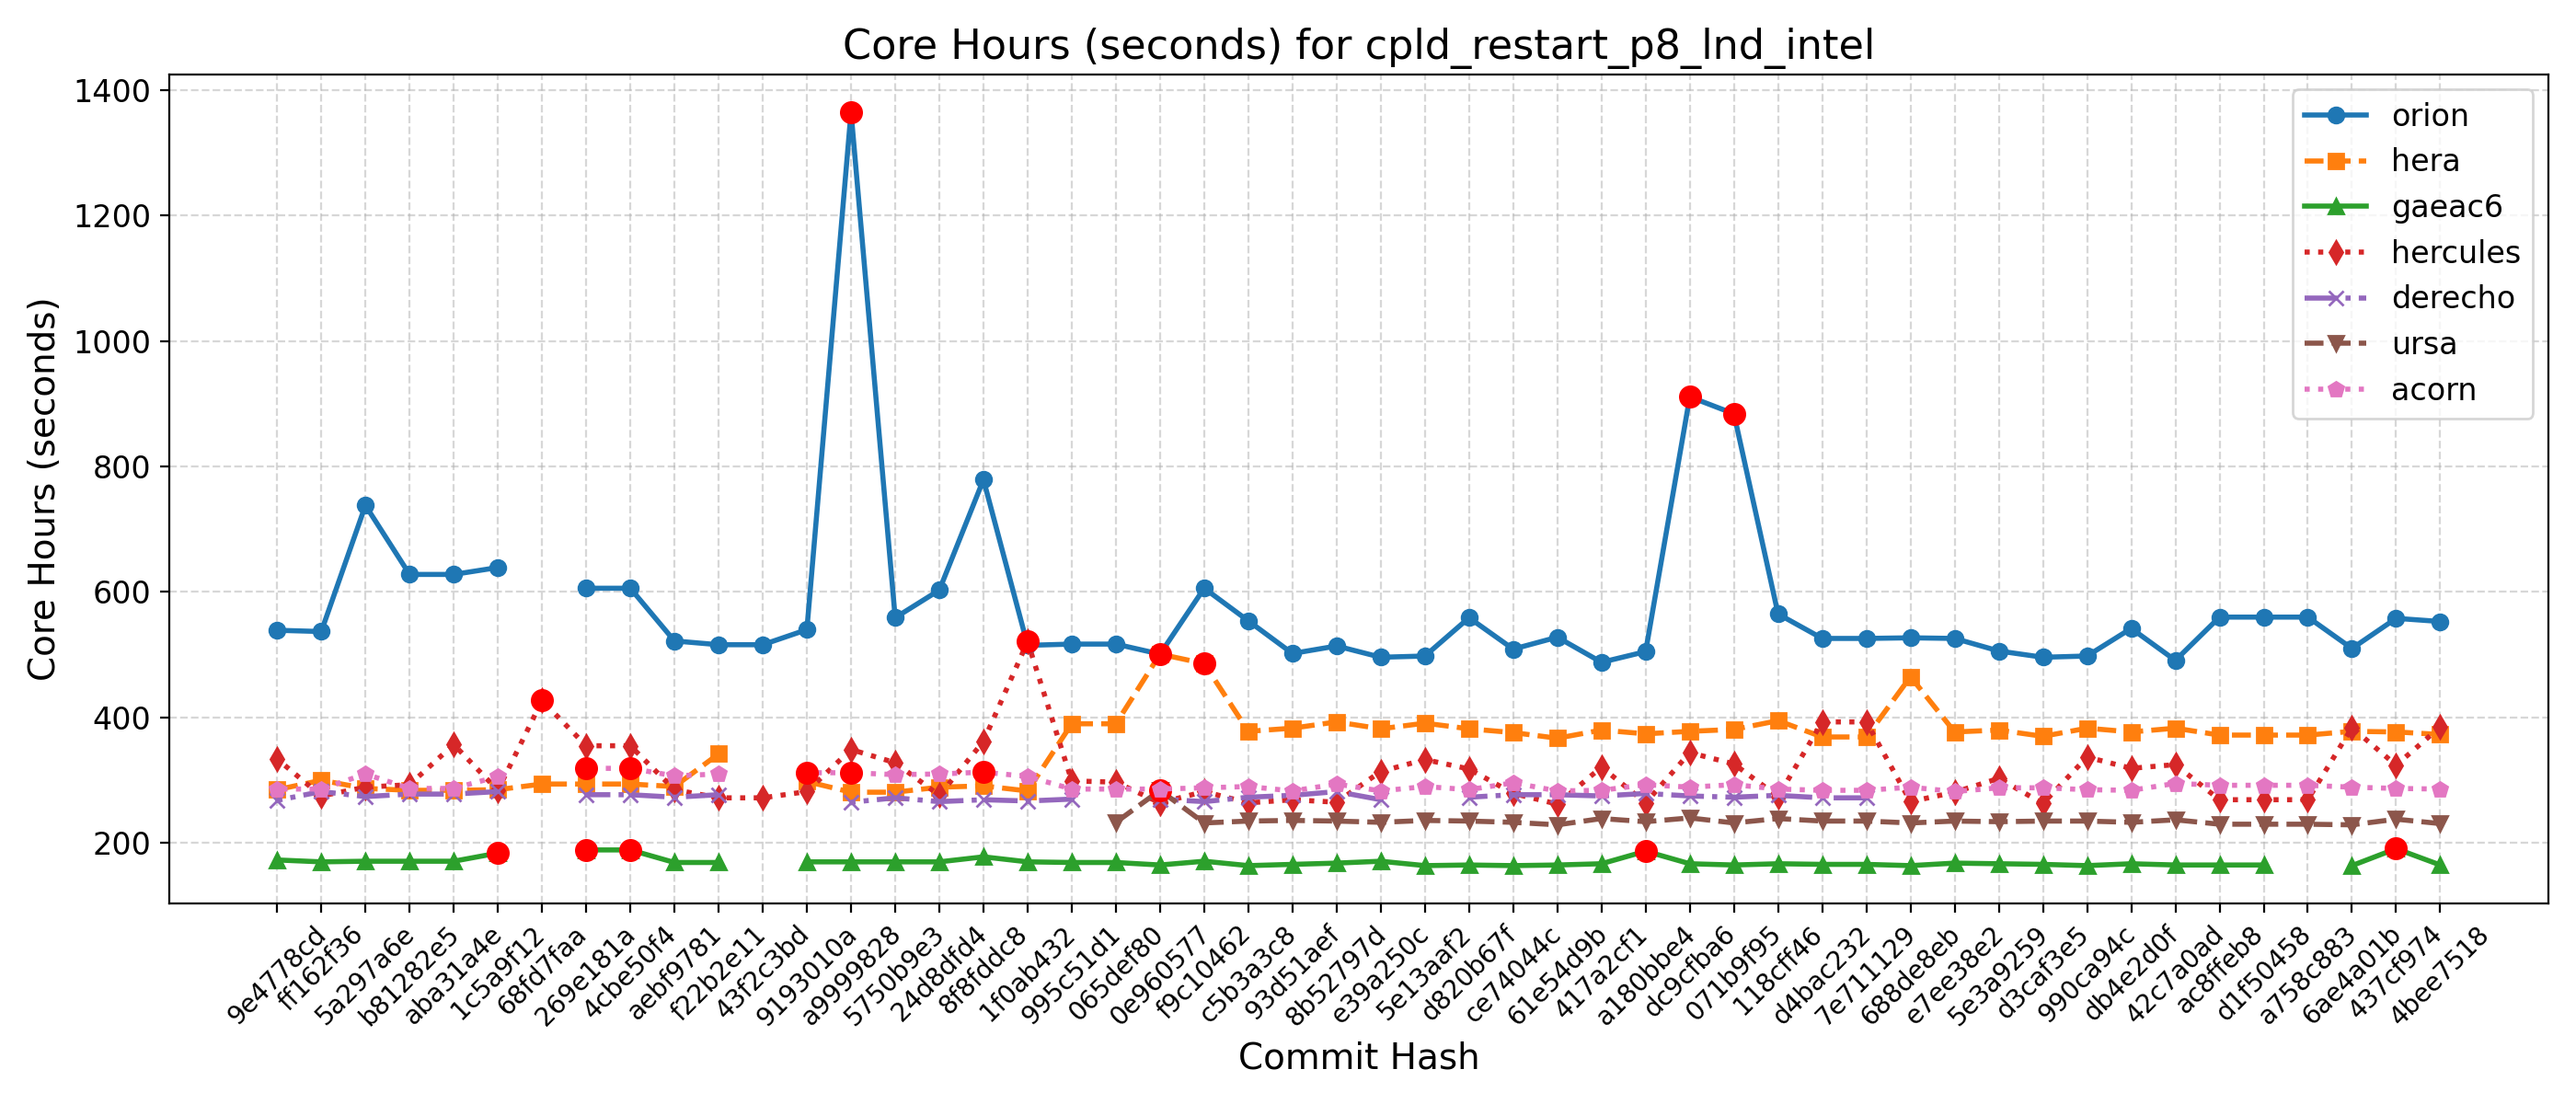 Core Hours (seconds) for cpld_restart_p8_lnd_intel
Core Hours (seconds)
1400
1200
1000
800
600
400
200
orion
hera
gaeac6
hercules
derecho
ursa
acorn
9e4778cd
ff162f36
5a297a6e
b81282e5
aba31a4e
1c5a9f12
68fd7faa
269e181a
4cbe50f4
aebf9781
f22b2e11
43f2c3bd
9193010a
a9999828
5750b9e3
24d8dfd4
8f8fddc8
1f0ab432
995c51d1
065def80
0e960577
f9c10462
c5b3a3c8
93d51aef
8b52797d
e39a250c
5e13aaf2
d820b67f
ce74044c
61e54d9b
417a2cf1
a180bbe4
dc9cfba6
071b9f95
118cff46
d4bac232
7e711129
688de8eb
e7ee38e2
5e3a9259
d3caf3e5
990ca94c
db4e2d0f
42c7a0ad
ac8ffeb8
d1f50458
a758c883
6ae4a01b
437cf974
4bee7518
Commit Hash